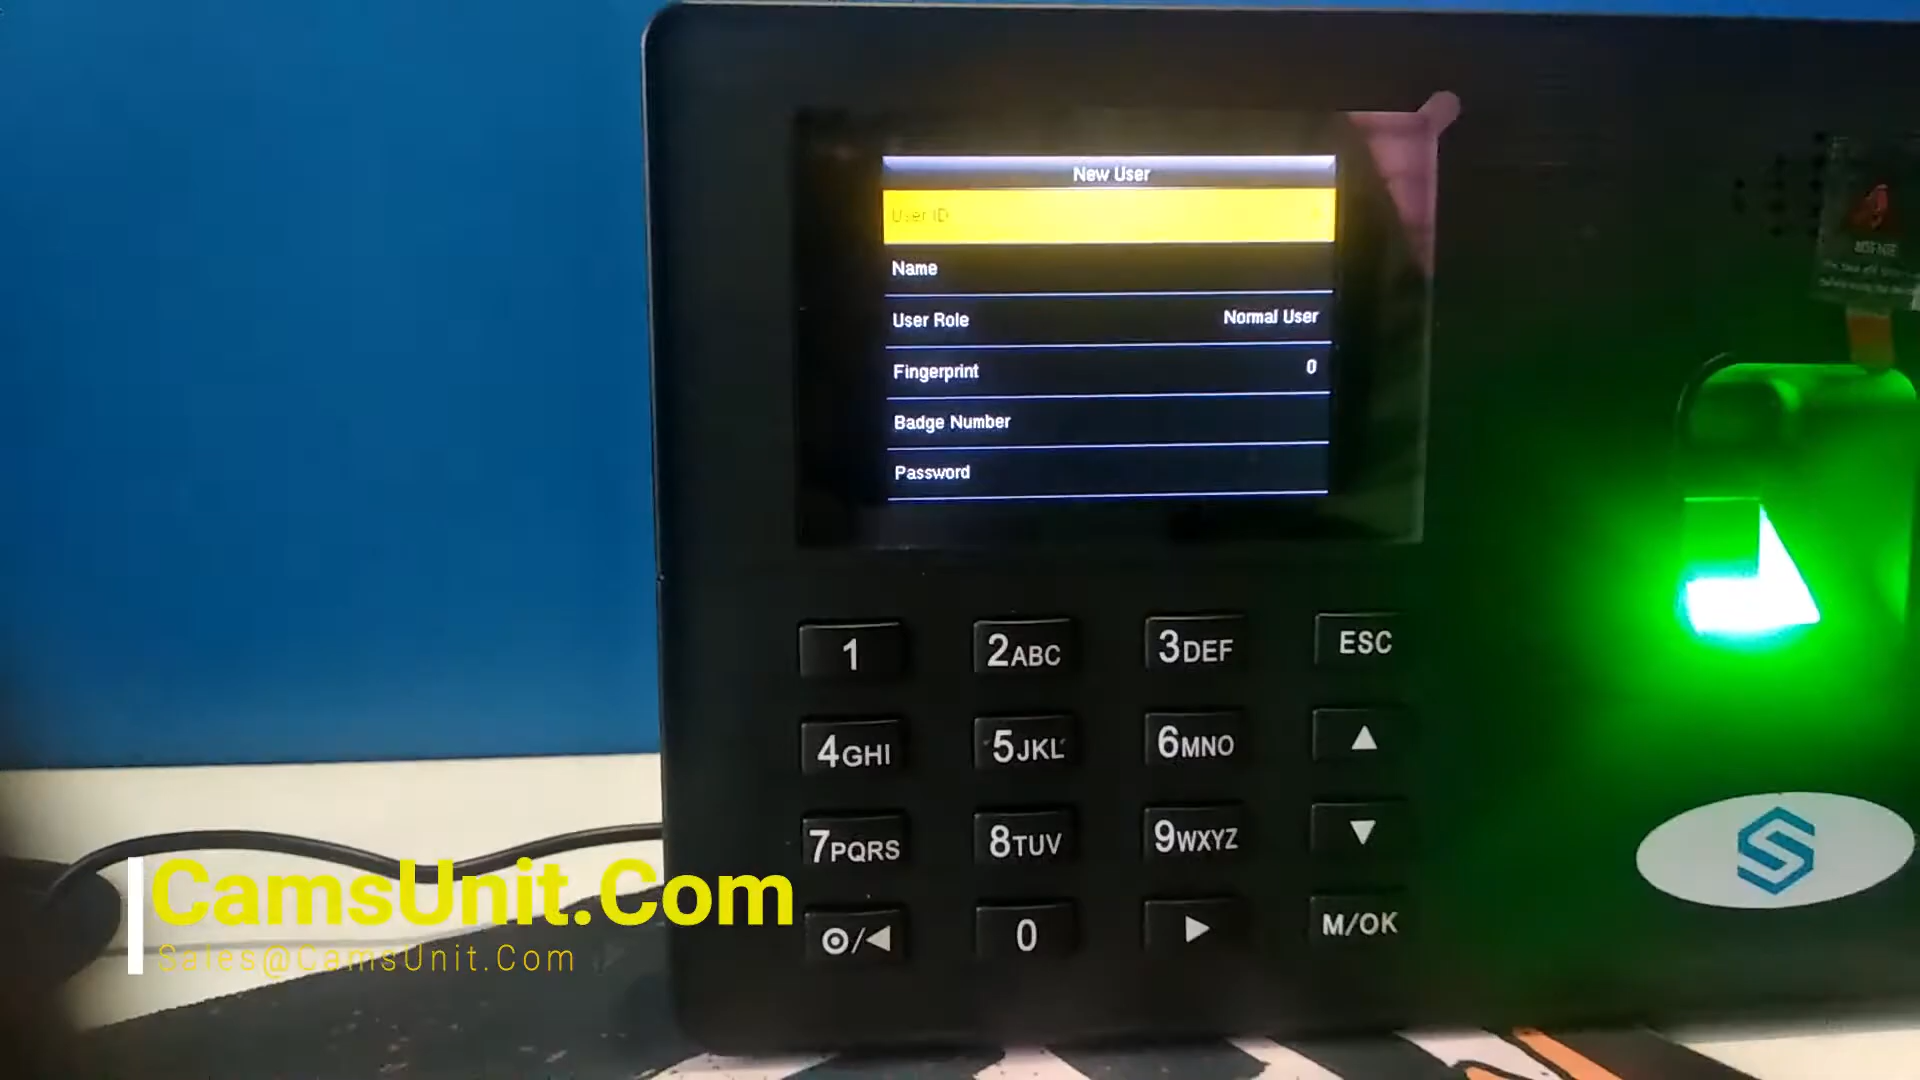 New User
User ID
Name
User Role Normal User
Fingerprint 0
Badge Number
Password
1 2ABC 3DEF ESC
4GHI 5JKL 6MNO ▲
7PQRS 8TUV 9WXYZ ▼
/◀ 0 ▶ M/OK
CamsUnit.Com
Sales@CamsUnit.Com